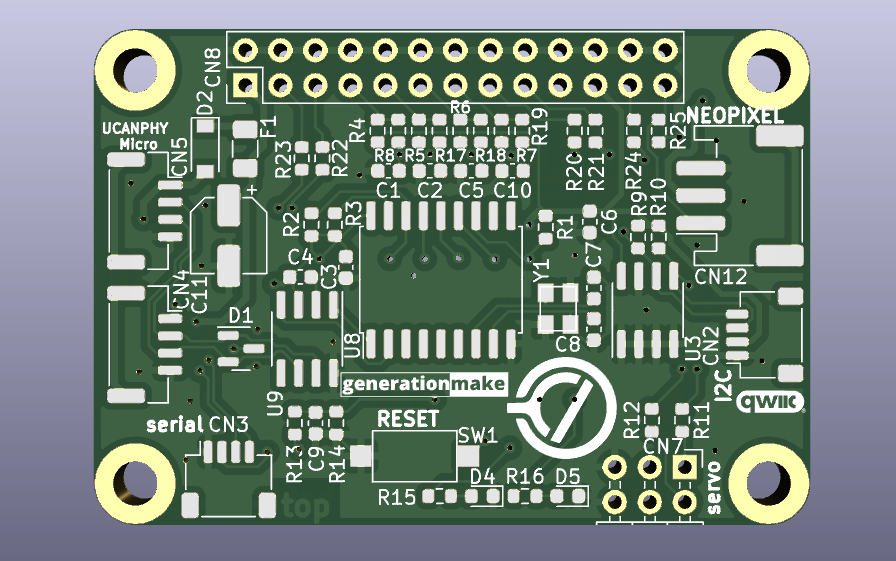 CN8
D2
F1
R6
R4
R19
NEOPIXEL
R25
UCANPHY
Micro
CN5
R23
R22
R8
R5
R17
R18
R7
R20
R21
R24
C1
C2
C5
C10
+
R2
R3
R1
C6
R9
R10
C4
C3
C7
Y1
CN12
CN4
C11
D1
U8
C8
U3
CN2
I2C
qwiic
generationmake
U9
serial CN3
RESET
SW1
R12
R11
CN7
R13
C9
R14
R15
D4
R16
D5
servo
top